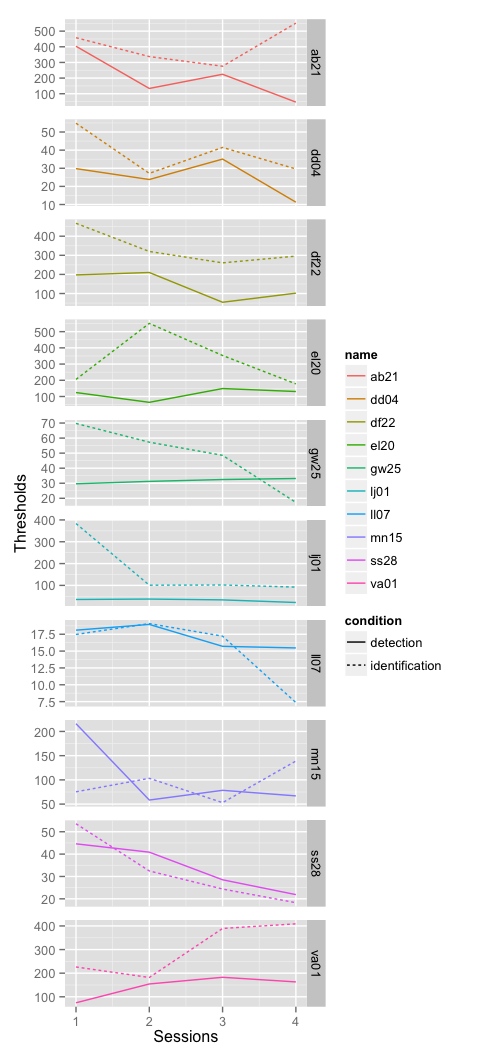 Thresholds
500
400
300
200
100
ab21
50
40
30
20
10
dd04
400
300
200
100
df22
500
400
300
200
100
el20
70
60
50
40
30
20
gw25
400
300
200
100
lj01
17.5
15.0
12.5
10.0
7.5
ll07
200
150
100
50
mn15
50
40
30
20
ss28
400
300
200
100
va01
1 2 3 4
Sessions
name
ab21
dd04
df22
el20
gw25
lj01
ll07
mn15
ss28
va01
condition
detection
identification